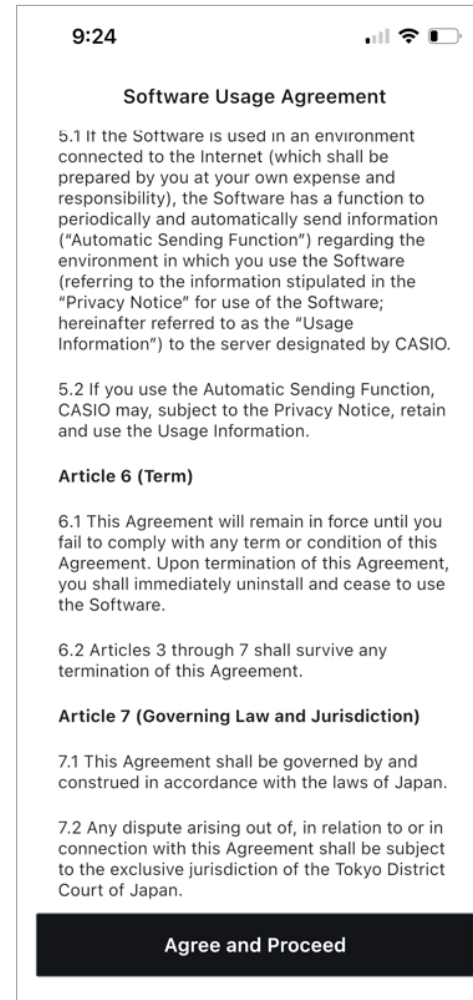 9:24
Software Usage Agreement
5.1 If the Software is used in an environment
connected to the Internet (which shall be
prepared by you at your own expense and
responsibility), the Software has a function to
periodically and automatically send information
(“Automatic Sending Function”) regarding the
environment in which you use the Software
(referring to the information stipulated in the
“Privacy Notice” for use of the Software;
hereinafter referred to as the “Usage
Information”) to the server designated by CASIO.
5.2 If you use the Automatic Sending Function,
CASIO may, subject to the Privacy Notice, retain
and use the Usage Information.
Article 6 (Term)
6.1 This Agreement will remain in force until you
fail to comply with any term or condition of this
Agreement. Upon termination of this Agreement,
you shall immediately uninstall and cease to use
the Software.
6.2 Articles 3 through 7 shall survive any
termination of this Agreement.
Article 7 (Governing Law and Jurisdiction)
7.1 This Agreement shall be governed by and
construed in accordance with the laws of Japan.
7.2 Any dispute arising out of, in relation to or in
connection with this Agreement shall be subject
to the exclusive jurisdiction of the Tokyo District
Court of Japan.
Agree and Proceed